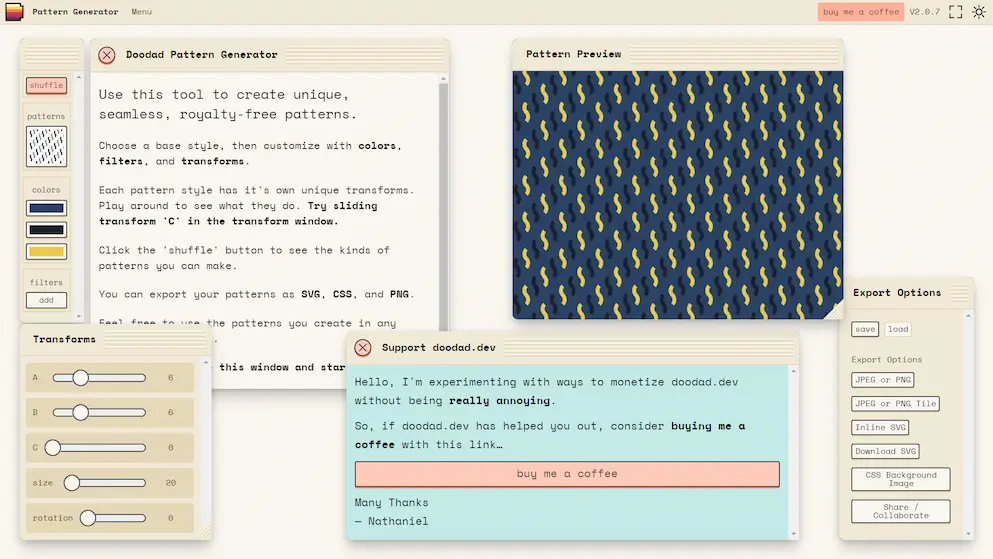 Pattern Generator Menu buy me a coffee V2.0.7
shuffle
patterns
colors
filters
add
Doodad Pattern Generator
Use this tool to create unique,
seamless, royalty-free patterns.
Choose a base style, then customize with colors,
filters, and transforms.
Each pattern style has it's own unique transforms.
Play around to see what they do. Try sliding
transform 'C' in the transform window.
Click the 'shuffle' button to see the kinds of
patterns you can make.
You can export your patterns as SVG, CSS, and PNG.
Feel free to use the patterns you create in any
this window and star
Pattern Preview
Transforms
A 6
B 6
C 0
size 20
rotation 0
Support doodad.dev
Hello, I'm experimenting with ways to monetize doodad.dev
without being really annoying.
So, if doodad.dev has helped you out, consider buying me a
coffee with this link…
buy me a coffee
Many Thanks
— Nathaniel
Export Options
save load
Export Options
JPEG or PNG
JPEG or PNG Tile
Inline SVG
Download SVG
CSS Background
Image
Share /
Collaborate